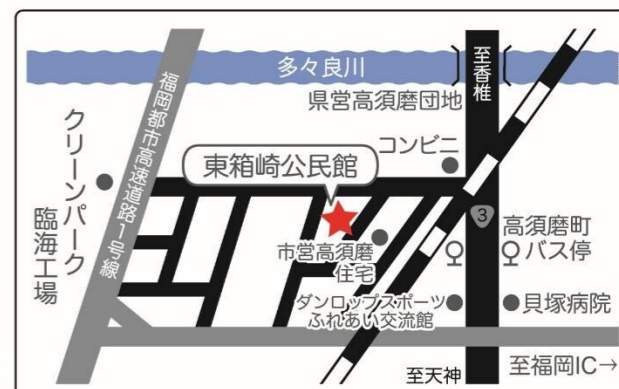 多々良川
至香椎
県営高須磨団地
福岡都市高速道路1号線
クリーンパーク
臨海工場
コンビニ
東箱崎公民館
3
高須磨町
バス停
市営高須磨
住宅
ダンロップスポーツ
ふれあい交流館
貝塚病院
至天神
至福岡IC→